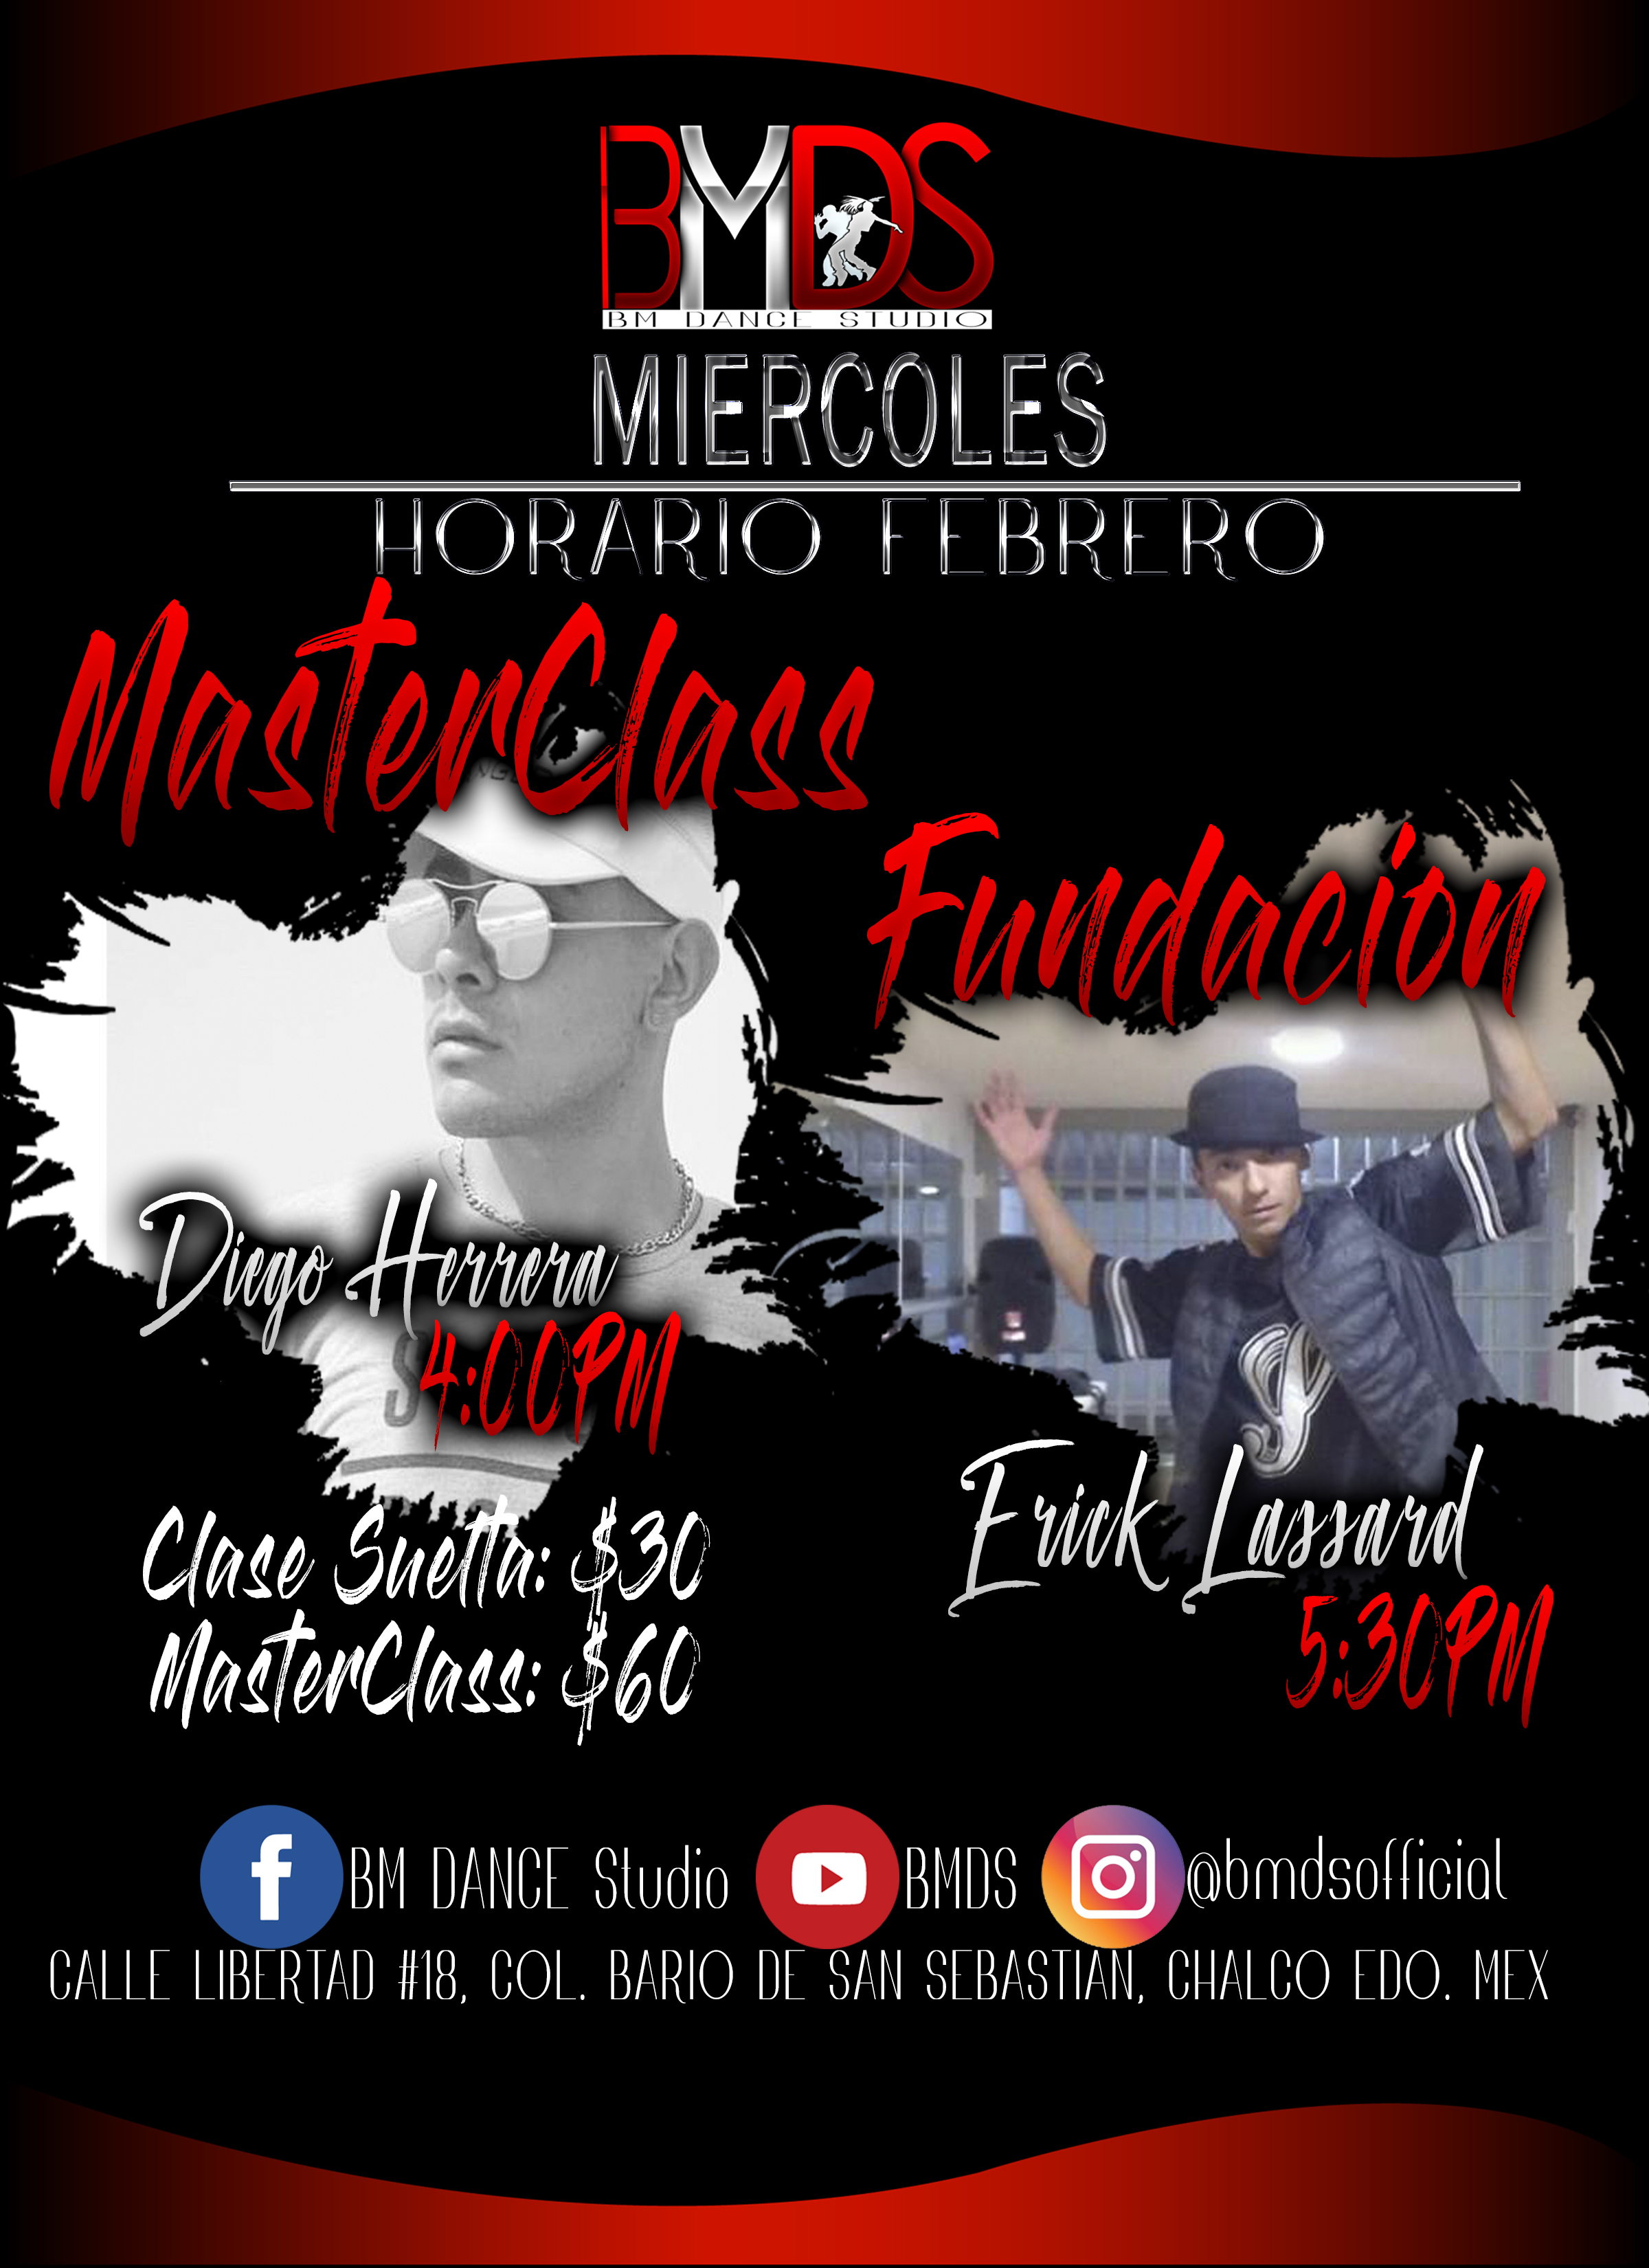 BMDS
BM DANCE STUDIO
MIERCOLES
HORARIO FEBRERO
MasterClass
Fundacion
Diego Herrera
4:00PM
Erick Lassard
5:30PM
Clase Suelta: $30
MasterClass: $60
BM DANCE Studio BMDS @bmdsofficial
CALLE LIBERTAD #18, COL. BARIO DE SAN SEBASTIAN, CHALCO EDO. MEX